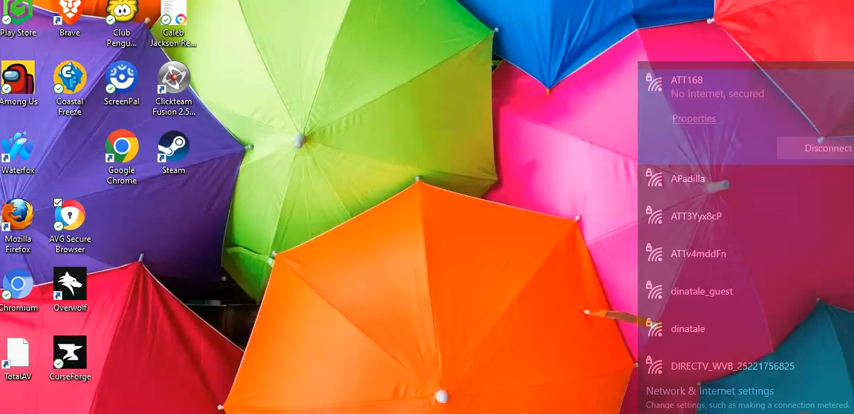 Play Store
Brave
Club
Pengu...
Caleb
Jackson Re...
Among Us
Coastal
Freeze
ScreenPal
Clickteam
Fusion 2.5...
Waterfox
Google
Chrome
Steam
Mozilla
Firefox
AVG Secure
Browser
Chromium
Overwolf
TotalAV
CurseForge
ATT168
No Internet, secured
Properties
Disconnect
APadilla
ATT3Yyx8cP
ATTv4mddFn
dinatale_guest
dinatale
DIRECTV_WVB_25221756825
Network & Internet settings
Change settings, such as making a connection metered.